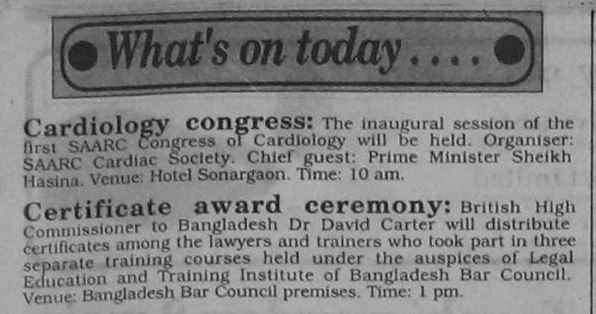 What's on today....
Cardiology congress: The inaugural session of the
first SAARC Congress of Cardiology will be held. Organiser:
SAARC Cardiac Society. Chief guest: Prime Minister Sheikh
Hasina. Venue: Hotel Sonargaon. Time: 10 am.
Certificate award ceremony: British High
Commissioner to Bangladesh Dr David Carter will distribute
certificates among the lawyers and trainers who took part in three
separate training courses held under the auspices of Legal
Education and Training Institute of Bangladesh Bar Council.
Venue: Bangladesh Bar Council premises. Time: 1 pm.